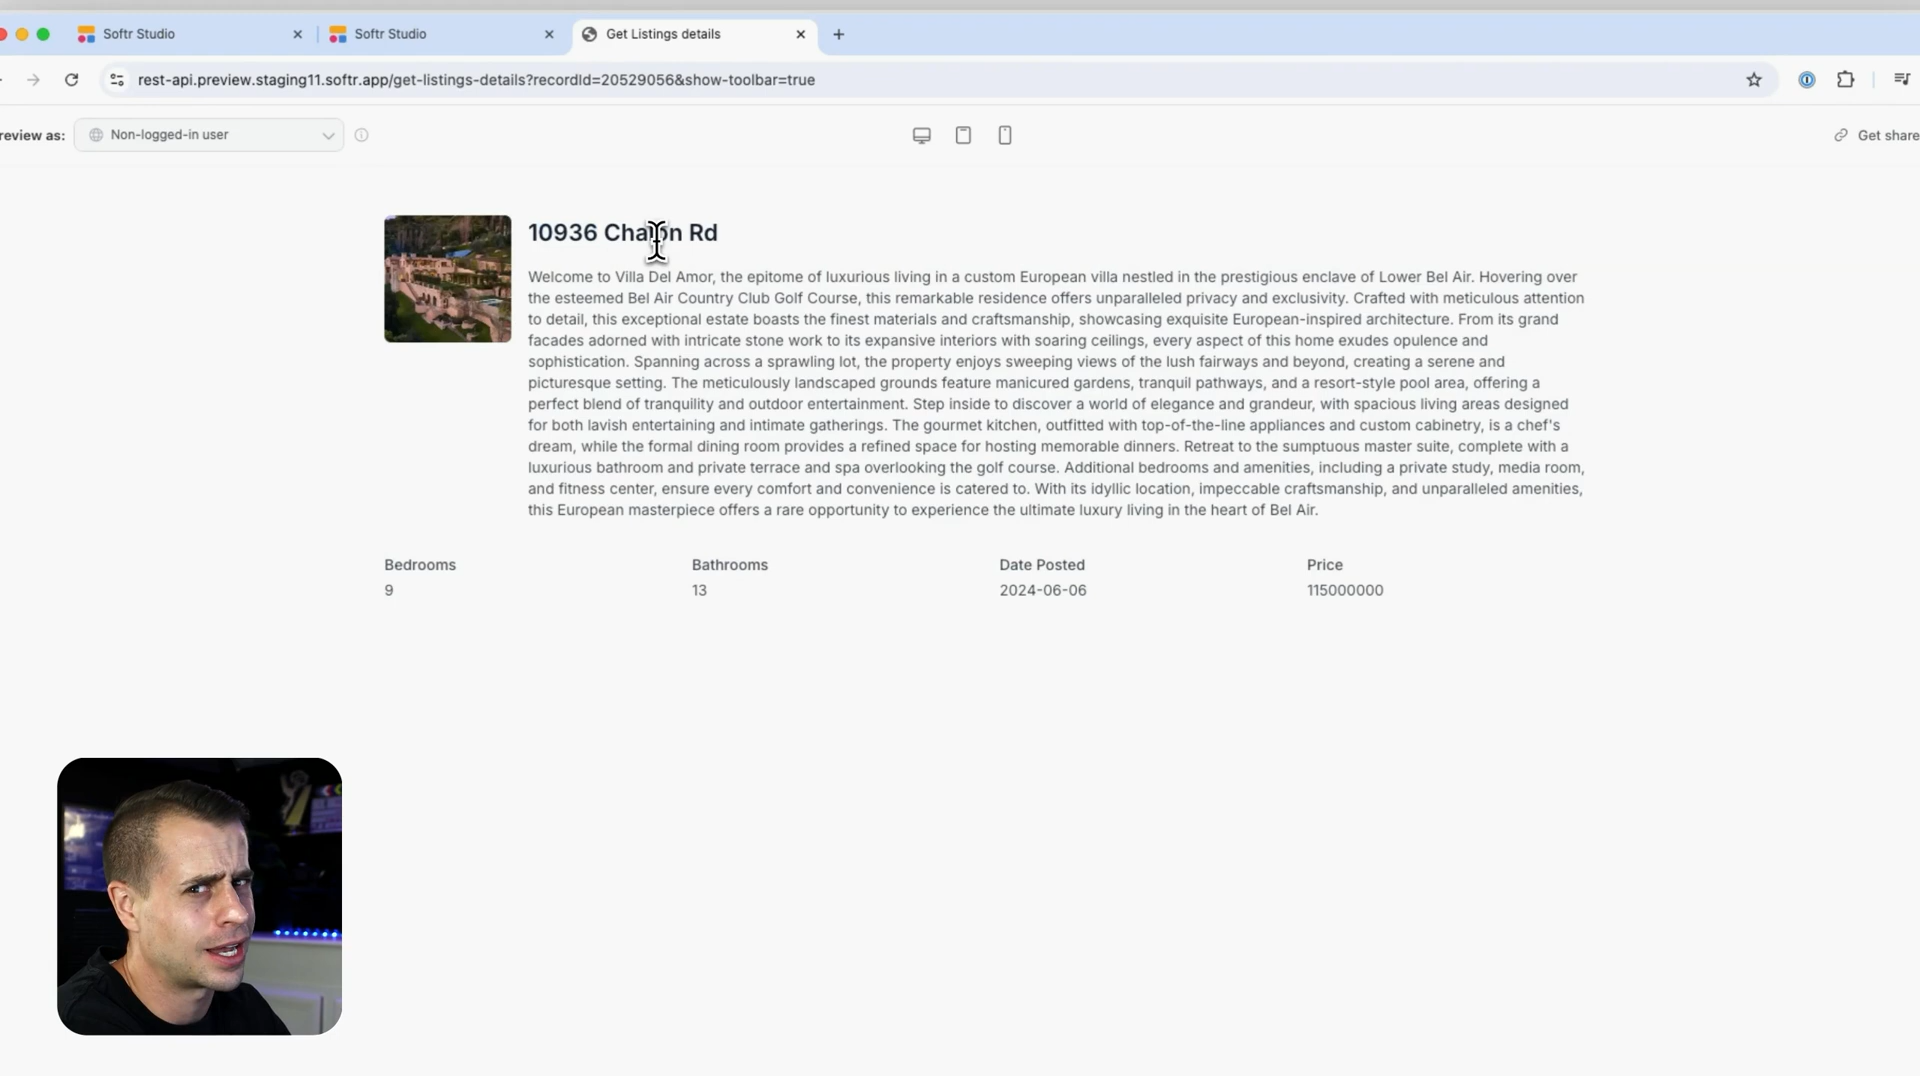 Softr Studio
Softr Studio
Get Listings details
rest-api.preview.staging11.softr.app/get-listings-details?recordId=20529056&show-toolbar=true
review as:
Non-logged-in user
Get share
10936 Rd
Welcome to Villa Del Amor, the epitome of luxurious living in a custom European villa nestled in the prestigious enclave of Lower Bel Air. Hovering over
the esteemed Bel Air Country Club Golf Course, this remarkable residence offers unparalleled privacy and exclusivity. Crafted with meticulous attention
to detail, this exceptional estate boasts the finest materials and craftsmanship, showcasing exquisite European-inspired architecture. From its grand
facades adorned with intricate stone work to its expansive interiors with soaring ceilings, every aspect of this home exudes opulence and
sophistication. Spanning across a sprawling lot, the property enjoys sweeping views of the lush fairways and beyond, creating a serene and
picturesque setting. The meticulously landscaped grounds feature manicured gardens, tranquil pathways, and a resort-style pool area, offering a
perfect blend of tranquility and outdoor entertainment. Step inside to discover a world of elegance and grandeur, with spacious living areas designed
for both lavish entertaining and intimate gatherings. The gourmet kitchen, outfitted with top-of-the-line appliances and custom cabinetry, is a chef's
dream, while the formal dining room provides a refined space for hosting memorable dinners. Retreat to the sumptuous master suite, complete with a
luxurious bathroom and private terrace and spa overlooking the golf course. Additional bedrooms and amenities, including a private study, media room,
and fitness center, ensure every comfort and convenience is catered to. With its idyllic location, impeccable craftsmanship, and unparalleled amenities,
this European masterpiece offers a rare opportunity to experience the ultimate luxury living in the heart of Bel Air.
Bedrooms
9
Bathrooms
13
Date Posted
2024-06-06
Price
115000000